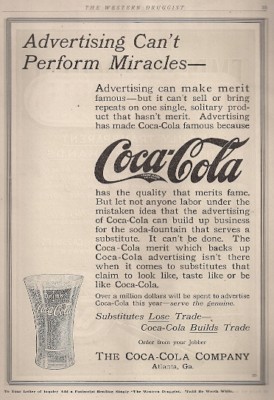 THE WESTERN DRUGGIST.
Advertising Can't
Perform Miracles—
Advertising can make merit
famous—but it can't sell or bring
repeats on one single, solitary prod-
uct that hasn't merit. Advertising
has made Coca-Cola famous because
Coca-Cola
has the quality that merits fame.
But let not anyone labor under the
mistaken idea that the advertising
of Coca-Cola can build up business
for the soda-fountain that serves a
substitute. It can't be done. The
Coca-Cola merit which backs up
Coca-Cola advertising isn't there
when it comes to substitutes that
claim to look like, taste like or be
like Coca-Cola.
Over a million dollars will be spent to advertise
Coca-Cola this year—serve the genuine.
Substitutes Lose Trade—
Coca-Cola Builds Trade
Order from your Jobber
THE COCA-COLA COMPANY
Atlanta, Ga.
Drink
Coca-Cola